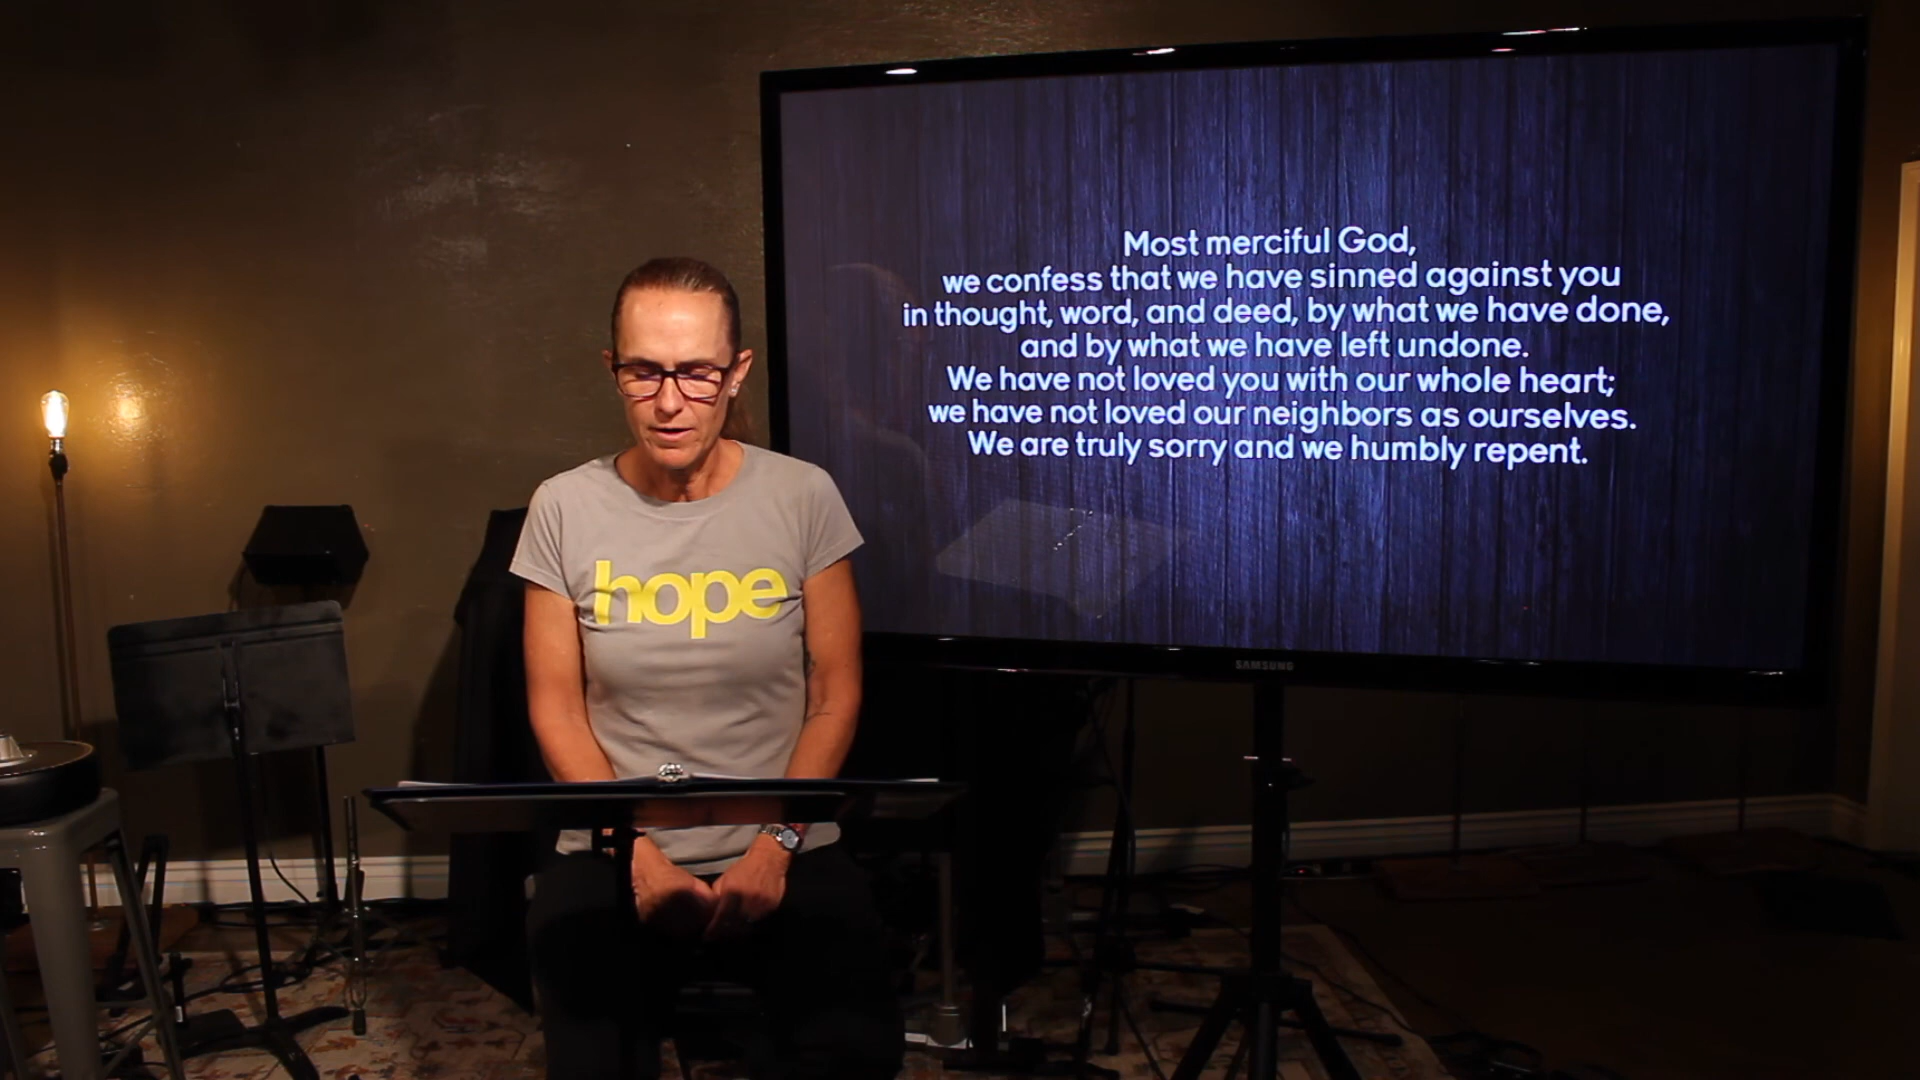 Most merciful God,
we confess that we have sinned against you
in thought, word, and deed, by what we have done,
and by what we have left undone.
We have not loved you with our whole heart;
we have not loved our neighbors as ourselves.
We are truly sorry and we humbly repent.
hope
SAMSUNG